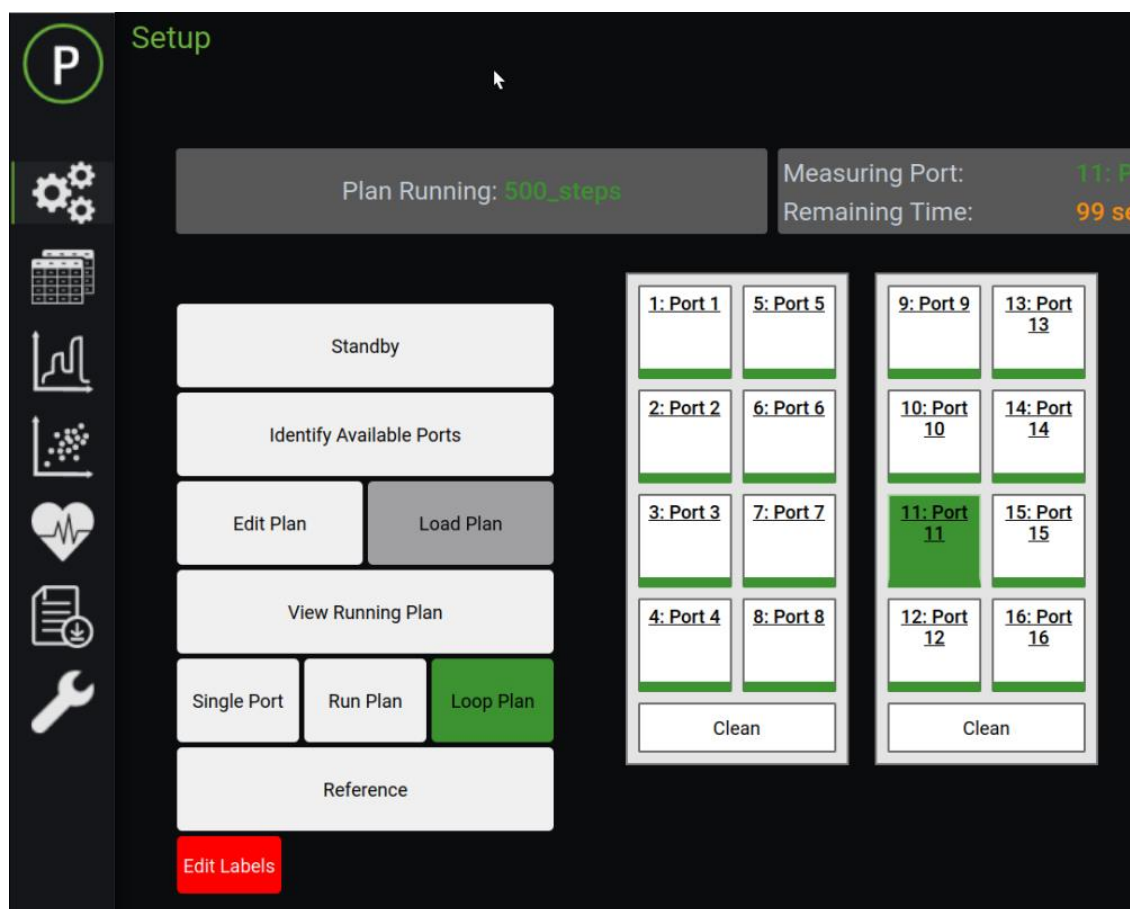 P
Setup
Plan Running: 500_steps
Measuring Port: 11: P
Remaining Time: 99 se
Standby
Identify Available Ports
Edit Plan
Load Plan
View Running Plan
Single Port
Run Plan
Loop Plan
Reference
Edit Labels
1: Port 1
5: Port 5
2: Port 2
6: Port 6
3: Port 3
7: Port 7
4: Port 4
8: Port 8
Clean
9: Port 9
13: Port
13
10: Port
10
14: Port
14
11: Port
11
15: Port
15
12: Port
12
16: Port
16
Clean